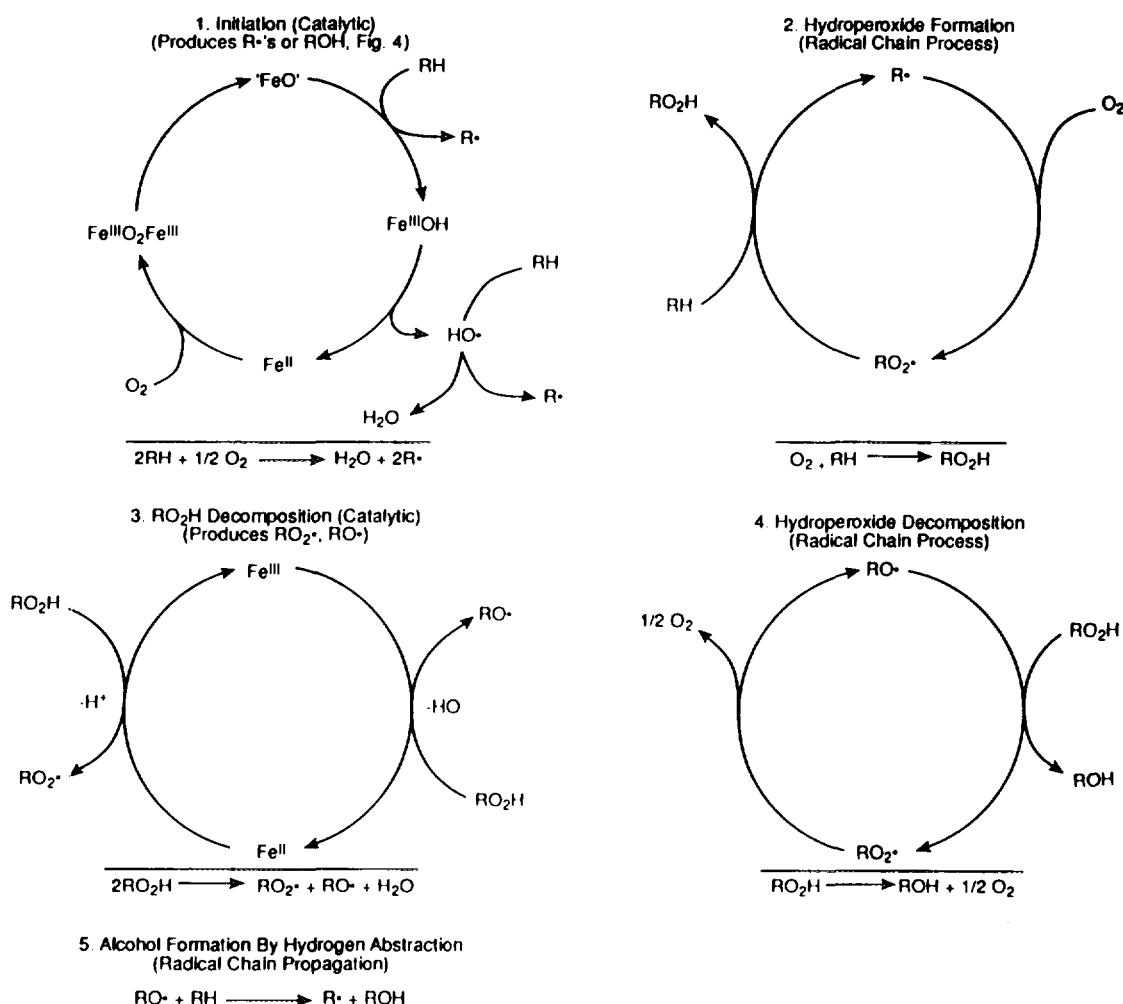 1. Initiation (Catalytic)
(Produces R•'s or ROH, Fig. 4)
'FeO'
RH
R•
Fe^IIIOH
Fe^IIIO₂Fe^III
RH
HO•
Fe^II
O₂
R•
H₂O
2RH + 1/2 O₂ ⟶ H₂O + 2R•
2. Hydroperoxide Formation
(Radical Chain Process)
R•
RO₂H
O₂
RH
RO₂•
O₂ + RH ⟶ RO₂H
3. RO₂H Decomposition (Catalytic)
(Produces RO₂•, RO•)
Fe^III
RO₂H
RO•
-H⁺
-HO
RO₂•
RO₂H
Fe^II
2RO₂H ⟶ RO₂• + RO• + H₂O
4. Hydroperoxide Decomposition
(Radical Chain Process)
RO•
1/2 O₂
RO₂H
ROH
RO₂•
RO₂H ⟶ ROH + 1/2 O₂
5. Alcohol Formation By Hydrogen Abstraction
(Radical Chain Propagation)
RO• + RH ⟶ R• + ROH